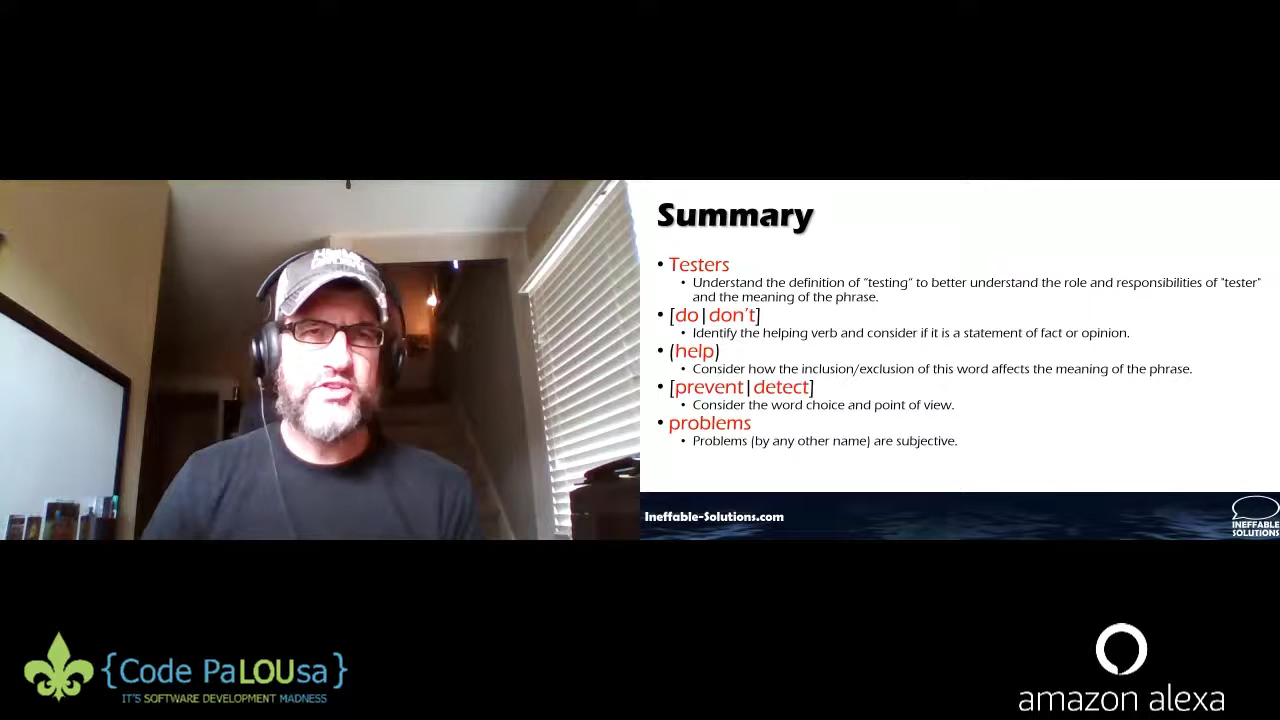 Summary
• Testers
• Understand the definition of “testing” to better understand the role and responsibilities of "tester"
and the meaning of the phrase.
• [do|don’t]
• Identify the helping verb and consider if it is a statement of fact or opinion.
• (help)
• Consider how the inclusion/exclusion of this word affects the meaning of the phrase.
• [prevent|detect]
• Consider the word choice and point of view.
• problems
• Problems (by any other name) are subjective.
Ineffable-Solutions.com
INEFFABLE
SOLUTIONS
{Code PaLOUsa}
IT'S SOFTWARE DEVELOPMENT MADNESS
amazon alexa